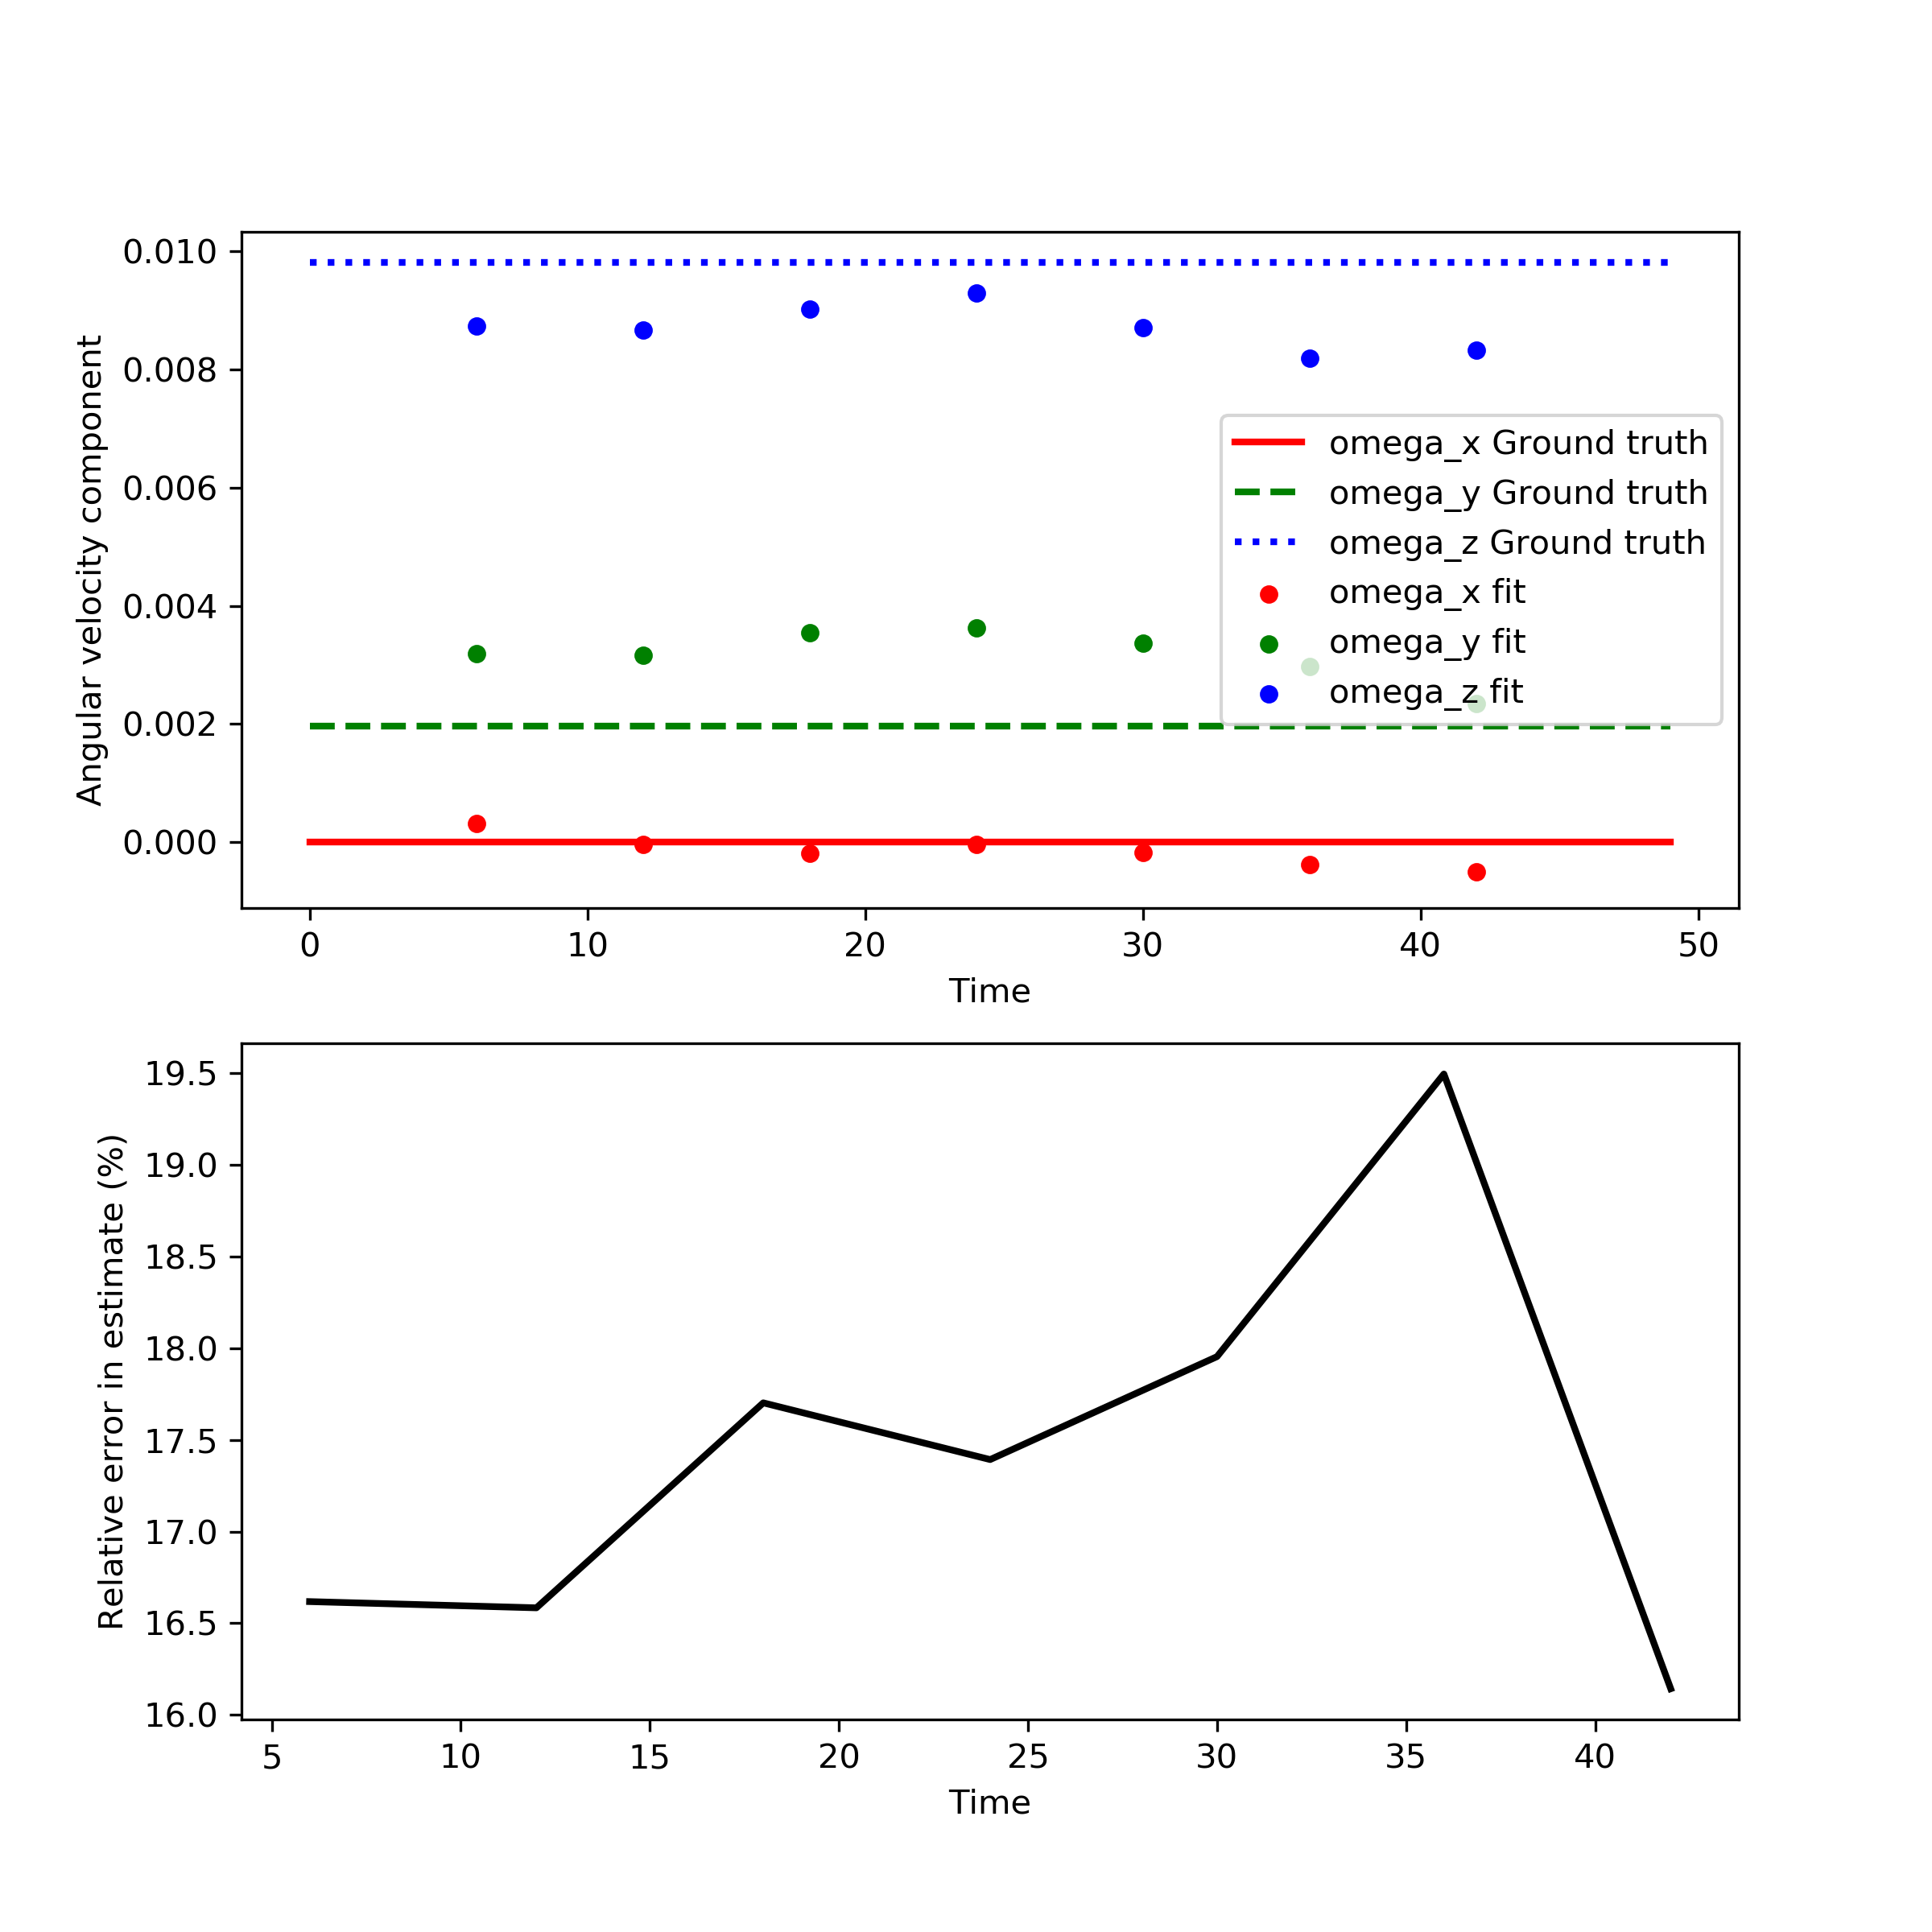 0.010
0.008
0.006
0.004
0.002
0.000
Angular velocity component
omega_x Ground truth
omega_y Ground truth
omega_z Ground truth
omega_x fit
omega_y fit
omega_z fit
0 10 20 30 40 50
Time
19.5
19.0
18.5
18.0
17.5
17.0
16.5
16.0
Relative error in estimate (%)
5 10 15 20 25 30 35 40
Time